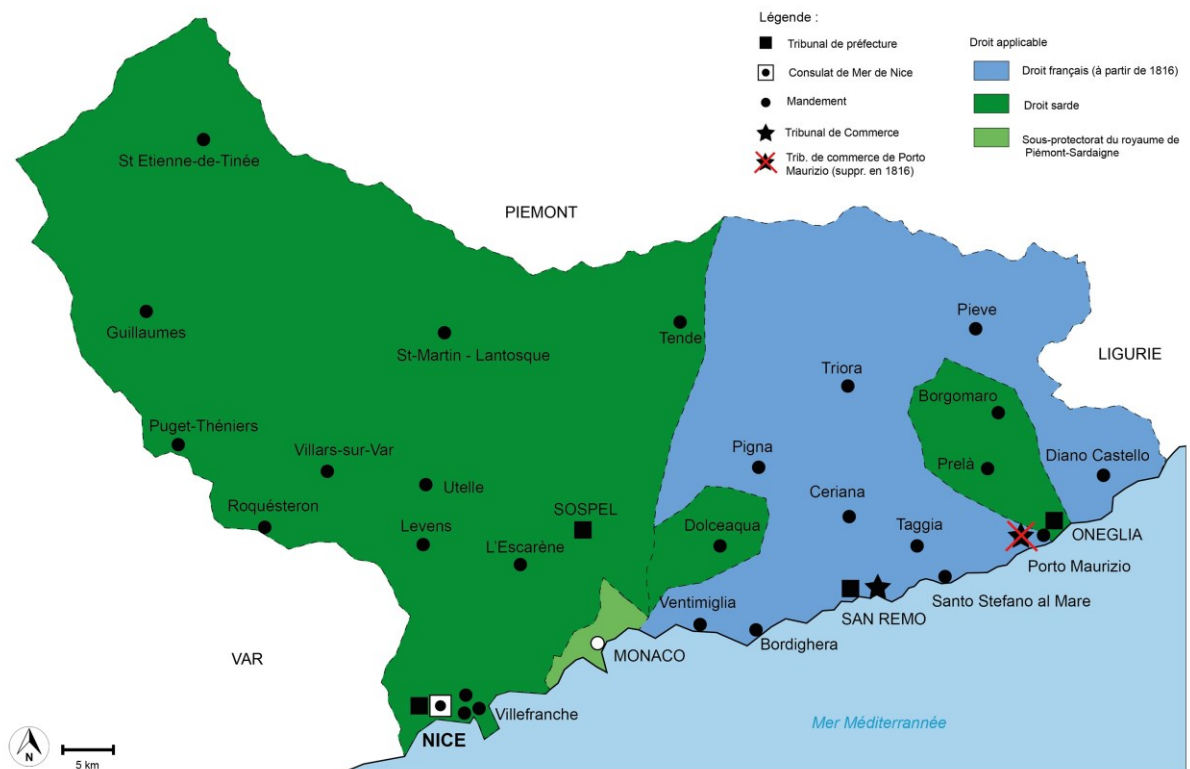 Légende :
Tribunal de préfecture
Consulat de Mer de Nice
Mandement
Tribunal de Commerce
Trib. de commerce de Porto
Maurizio (suppr. en 1816)
Droit applicable
Droit français (à partir de 1816)
Droit sarde
Sous-protectorat du royaume de
Piémont-Sardaigne
St Etienne-de-Tinée
PIEMONT
Guillaumes
St-Martin - Lantosque
Tende
Pieve
LIGURIE
Triora
Borgomaro
Puget-Théniers
Villars-sur-Var
Pigna
Prelà
Diano Castello
Utelle
Roquésteron
SOSPEL
Ceriana
Levens
Dolceaqua
Taggia
L'Escarène
ONEGLIA
Porto Maurizio
Ventimiglia
SAN REMO
Santo Stefano al Mare
Bordighera
MONACO
VAR
Villefranche
Mer Méditerrannée
NICE
N
5 km